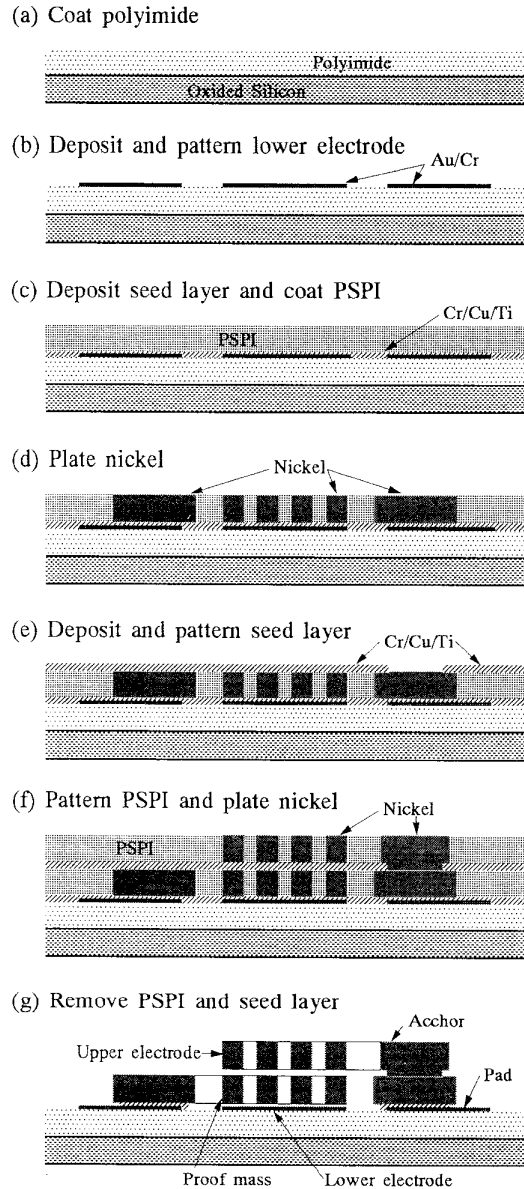 (a) Coat polyimide
Polyimide
Oxided Silicon
(b) Deposit and pattern lower electrode
Au/Cr
(c) Deposit seed layer and coat PSPI
Cr/Cu/Ti
PSPI
(d) Plate nickel
Nickel
(e) Deposit and pattern seed layer
Cr/Cu/Ti
(f) Pattern PSPI and plate nickel
Nickel
PSPI
(g) Remove PSPI and seed layer
Acchor
Upper electrode
Pad
Proof mass
Lower electrode